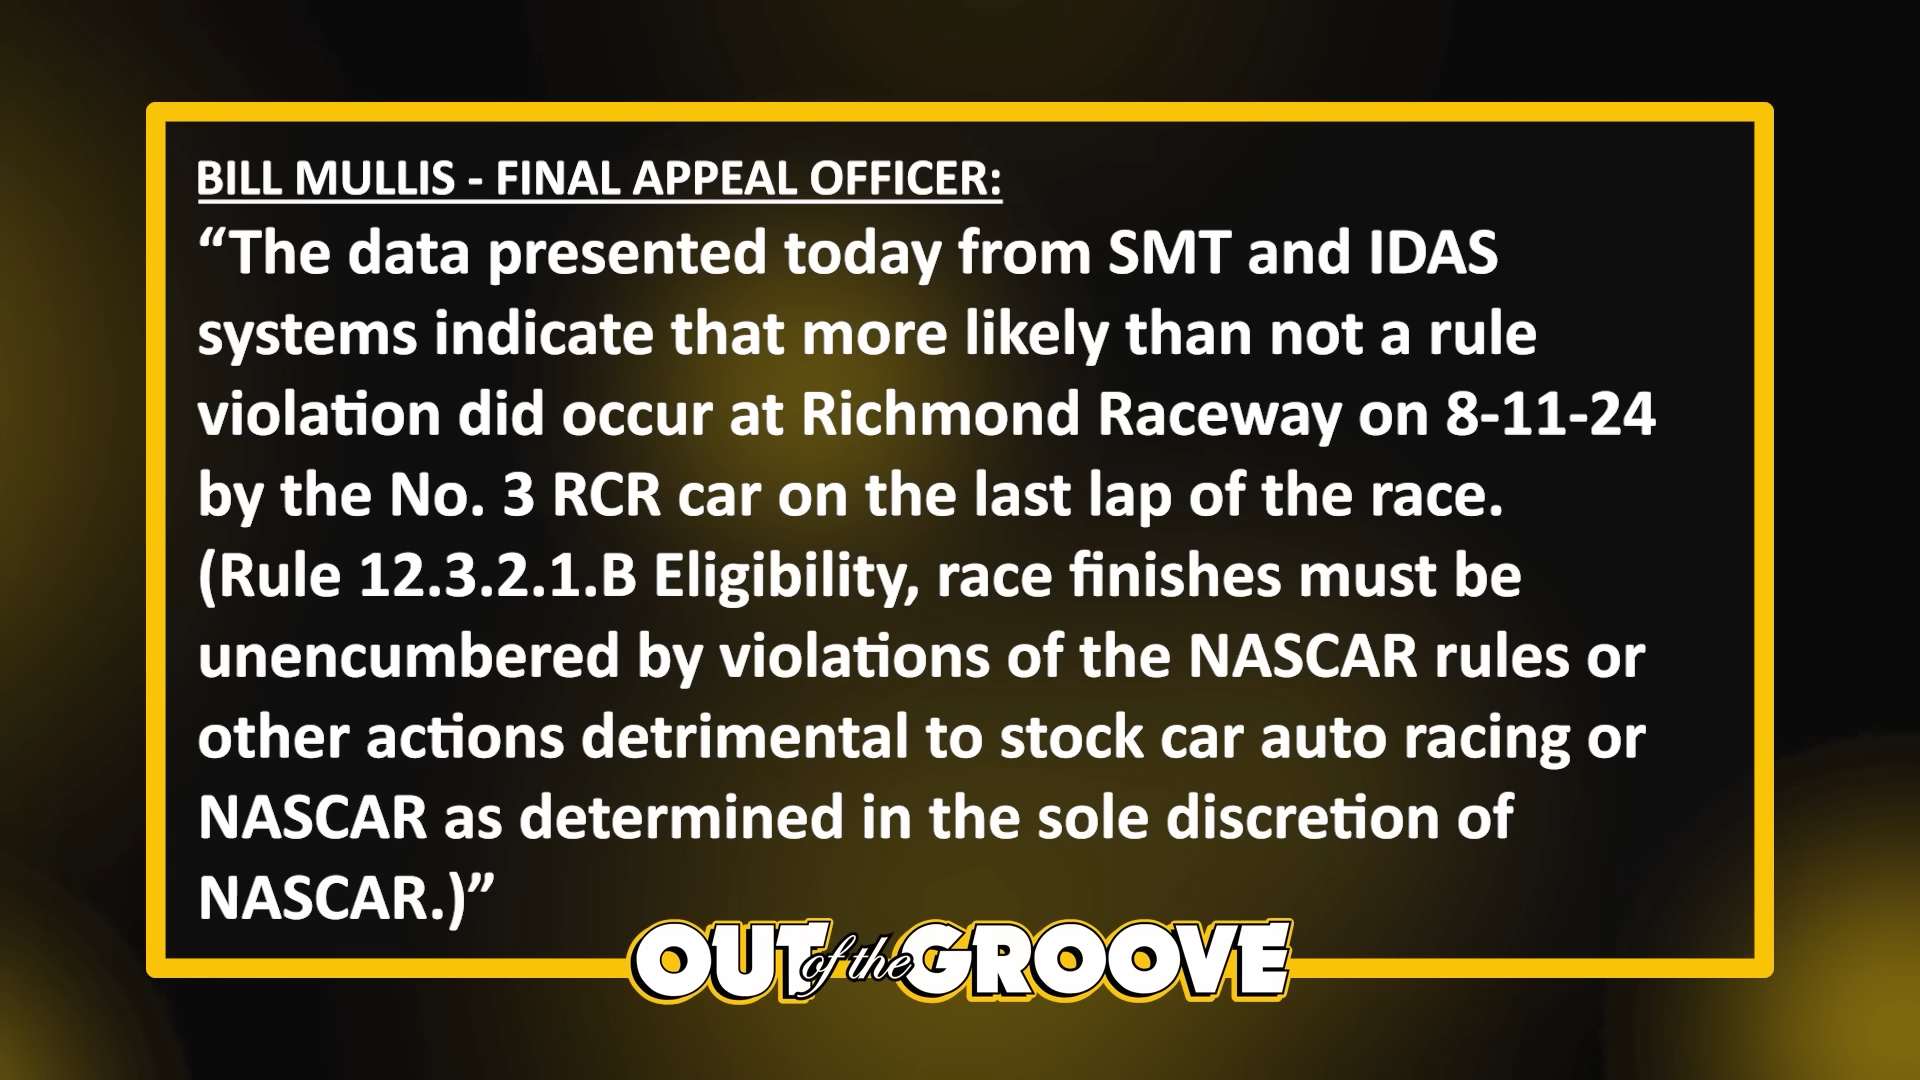 BILL MULLIS - FINAL APPEAL OFFICER:
“The data presented today from SMT and IDAS
systems indicate that more likely than not a rule
violation did occur at Richmond Raceway on 8-11-24
by the No. 3 RCR car on the last lap of the race.
(Rule 12.3.2.1.B Eligibility, race finishes must be
unencumbered by violations of the NASCAR rules or
other actions detrimental to stock car auto racing or
NASCAR as determined in the sole discretion of
NASCAR.)”
OUT of the GROOVE